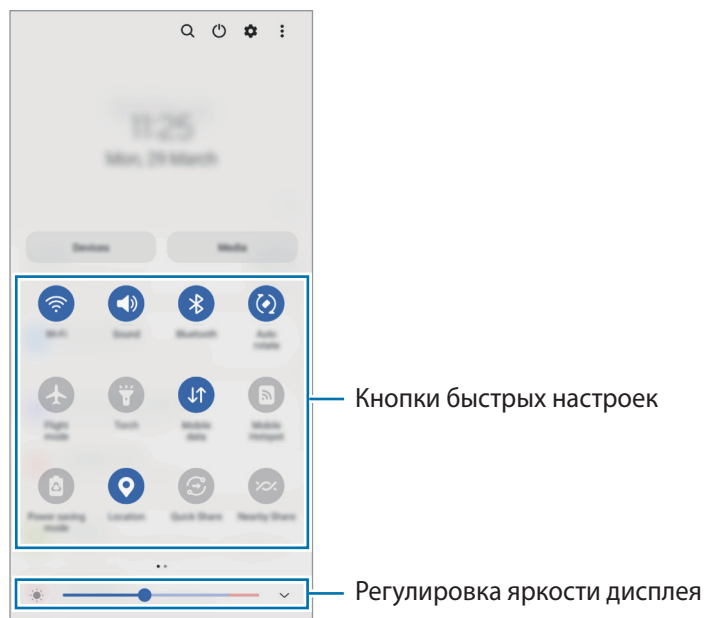 11:25
Mon, 29 March
Devices
Media
Wi-Fi
Sound
Bluetooth
Auto
rotate
Кнопки быстрых настроек
Flight
mode
Torch
Mobile
data
Mobile
Hotspot
Power saving
mode
Location
Quick Share
Nearby Share
Регулировка яркости дисплея